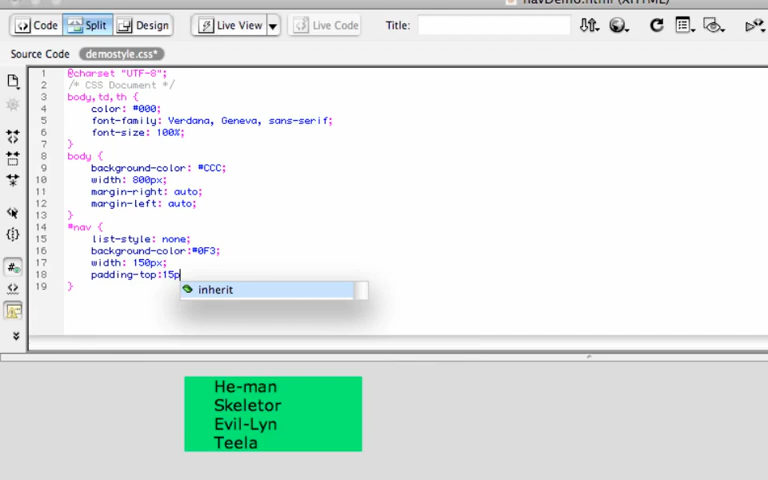 navDemo.html (XHTML)
Code Split Design Live View Live Code Title:
Source Code demostyle.css*
1 @charset "UTF-8";
2 /* CSS Document */
3 body,td,th {
4 color: #000;
5 font-family: Verdana, Geneva, sans-serif;
6 font-size: 100%;
7 }
8 body {
9 background-color: #CCC;
10 width: 800px;
11 margin-right: auto;
12 margin-left: auto;
13 }
14 #nav {
15 list-style: none;
16 background-color:#0F3;
17 width: 150px;
18 padding-top:15p
19 }
inherit
He-man
Skeletor
Evil-Lyn
Teela